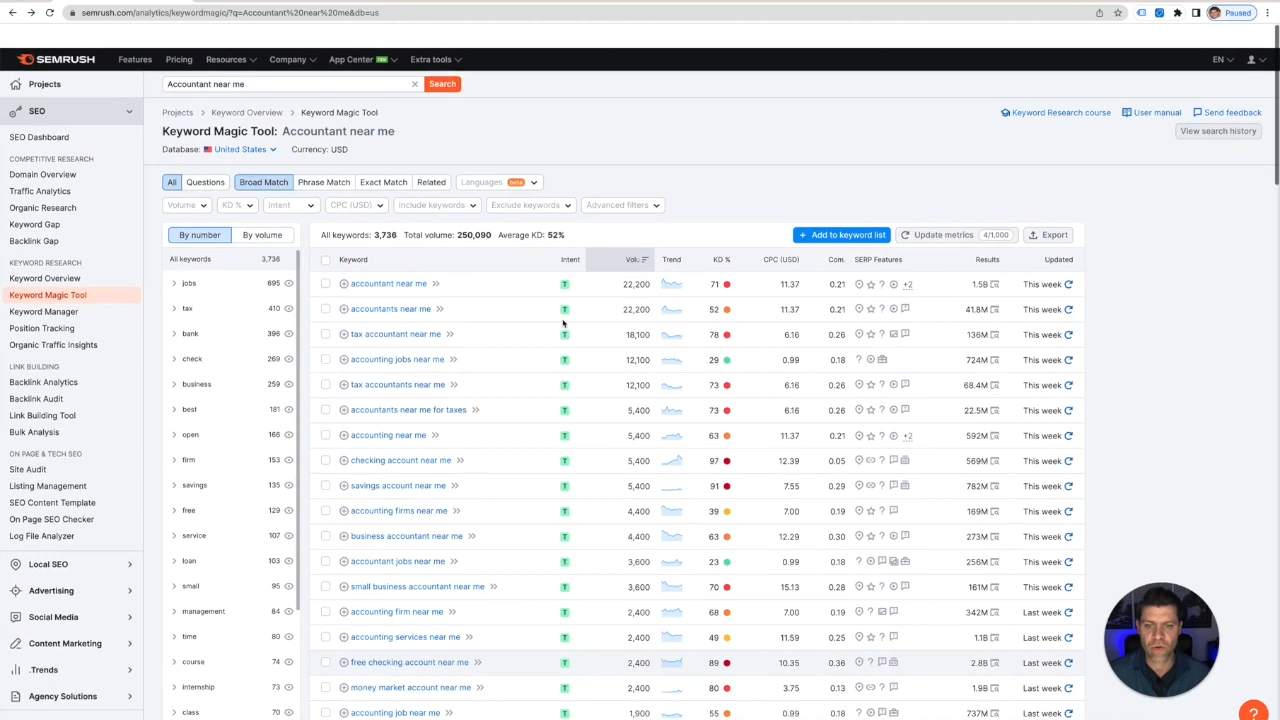 semrush.com/analytics/keywordmagic/?q=Accountant%20near%20me&db=us
Paused
SEMRUSH
Features Pricing Resources Company App Center Extra tools EN
Projects
Accountant near me
Search
SEO
Projects > Keyword Overview > Keyword Magic Tool
Keyword Research course User manual Send feedback
Keyword Magic Tool: Accountant near me
View search history
Database: United States Currency: USD
All Questions Broad Match Phrase Match Exact Match Related Languages beta
Volume KD % Intent CPC (USD) Include keywords Exclude keywords Advanced filters
SEO Dashboard
COMPETITIVE RESEARCH
Domain Overview
Traffic Analytics
Organic Research
Keyword Gap
Backlink Gap
KEYWORD RESEARCH
Keyword Overview
Keyword Magic Tool
Keyword Manager
Position Tracking
Organic Traffic Insights
LINK BUILDING
Backlink Analytics
Backlink Audit
Link Building Tool
Bulk Analysis
ON PAGE & TECH SEO
Site Audit
Listing Management
SEO Content Template
On Page SEO Checker
Log File Analyzer
Local SEO
Advertising
Social Media
Content Marketing
.Trends
Agency Solutions
By number By volume
All keywords 3,736
jobs 695
tax 410
bank 396
check 269
business 259
best 181
open 166
firm 153
savings 135
free 129
service 107
loan 103
small 95
management 84
time 80
course 74
internship 73
class 70
All keywords: 3,736 Total volume: 250,090 Average KD: 52%
+ Add to keyword list Update metrics 4/1,000 Export
Keyword Intent Volu Trend KD % CPC (USD) Com. SERP Features Results Updated
accountant near me T 22,200 71 11.37 0.21 +2 1.5B This week
accountants near me T 22,200 52 11.37 0.21 41.8M This week
tax accountant near me T 18,100 78 6.16 0.26 136M This week
accounting jobs near me T 12,100 29 0.99 0.18 724M This week
tax accountants near me T 12,100 73 6.16 0.26 68.4M This week
accountants near me for taxes T 5,400 73 6.16 0.26 22.5M This week
accounting near me T 5,400 63 11.37 0.21 +2 592M This week
checking account near me T 5,400 97 12.39 0.05 569M This week
savings account near me T 5,400 91 7.55 0.29 782M This week
accounting firms near me T 4,400 39 7.00 0.19 169M This week
business accountant near me T 4,400 63 12.29 0.30 273M This week
accountant jobs near me T 3,600 23 0.99 0.18 256M This week
small business accountant near me T 3,600 70 15.13 0.28 161M This week
accounting firm near me T 2,400 68 7.00 0.19 342M Last week
accounting services near me T 2,400 49 11.59 0.25 1.1B Last week
free checking account near me T 2,400 89 10.35 0.36 2.8B Last week
money market account near me T 2,400 80 3.75 0.13 1.9B Last week
accounting job near me T 1,900 55 0.99 0.18 737M Last week